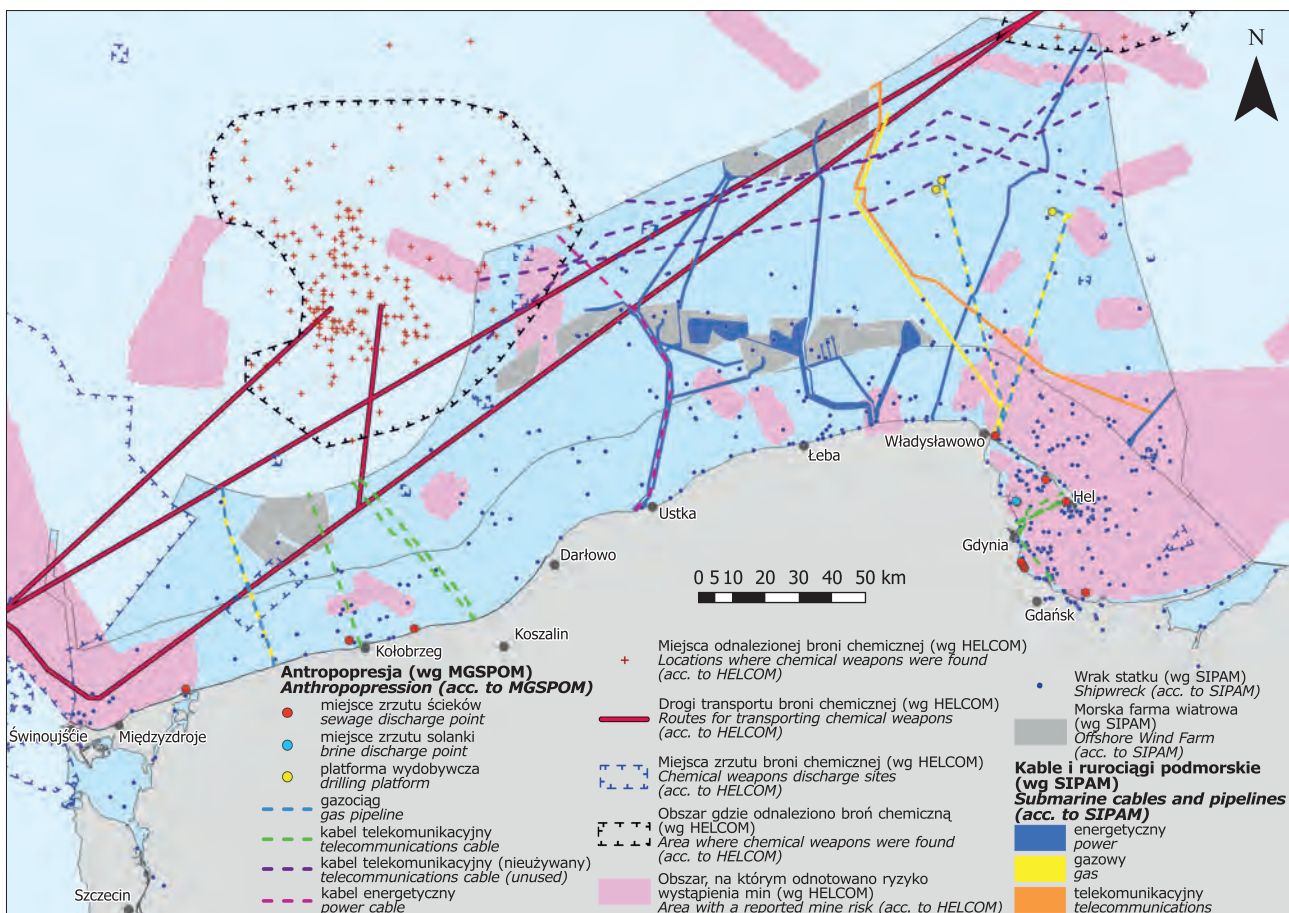 N
Władysławowo
Łeba
Hel
Ustka
Gdynia
Darłowo
0 5 10 20 30 40 50 km
Gdańsk
Koszalin
Kołobrzeg
Świnoujście
Międzyzdroje
Szczecin
Antropopresja (wg MGSPOM)
Anthropopression (acc. to MGSPOM)
miejsce zrzutu ścieków
sewage discharge point
miejsce zrzutu solanki
brine discharge point
platforma wydobywcza
drilling platform
gazociąg
gas pipeline
kabel telekomunikacyjny
telecommunications cable
kabel telekomunikacyjny (nieużywany)
telecommunications cable (unused)
kabel energetyczny
power cable
Miejsca odnalezionej broni chemicznej (wg HELCOM)
Locations where chemical weapons were found
(acc. to HELCOM)
Drogi transportu broni chemicznej (wg HELCOM)
Routes for transporting chemical weapons
(acc. to HELCOM)
Miejsca zrzutu broni chemicznej (wg HELCOM)
Chemical weapons discharge sites
(acc. to HELCOM)
Obszar gdzie odnaleziono broń chemiczną
(wg HELCOM)
Area where chemical weapons were found
(acc. to HELCOM)
Obszar, na którym odnotowano ryzyko
wystąpienia min (wg HELCOM)
Area with a reported mine risk (acc. to HELCOM)
Wrak statku (wg SIPAM)
Shipwreck (acc. to SIPAM)
Morska farma wiatrowa
(wg SIPAM)
Offshore Wind Farm
(acc. to SIPAM)
Kable i rurociągi podmorskie
(wg SIPAM)
Submarine cables and pipelines
(acc. to SIPAM)
energetyczny
power
gazowy
gas
telekomunikacyjny
telecommunications